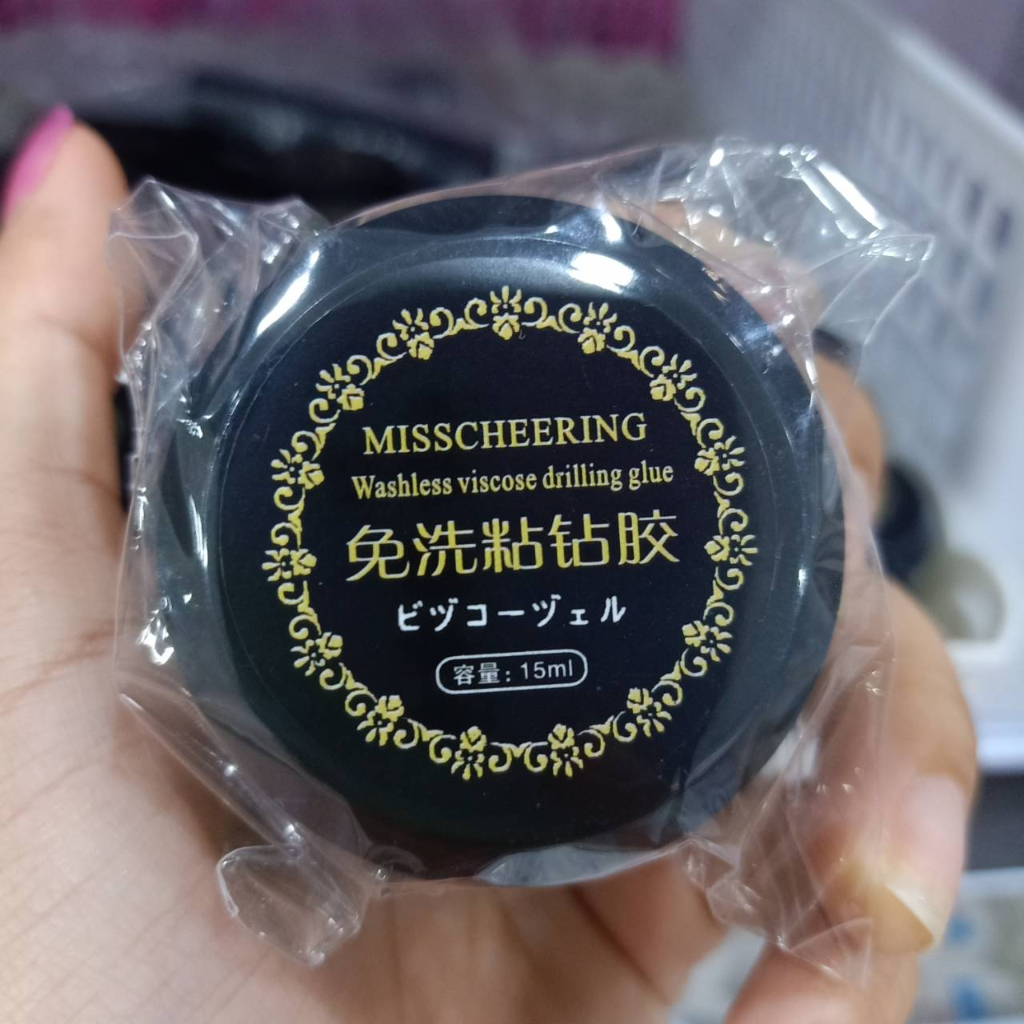 MISSCHEERING
Washless viscose drilling glue
免洗粘钻胶
ビヅコーヅェル
容量: 15ml